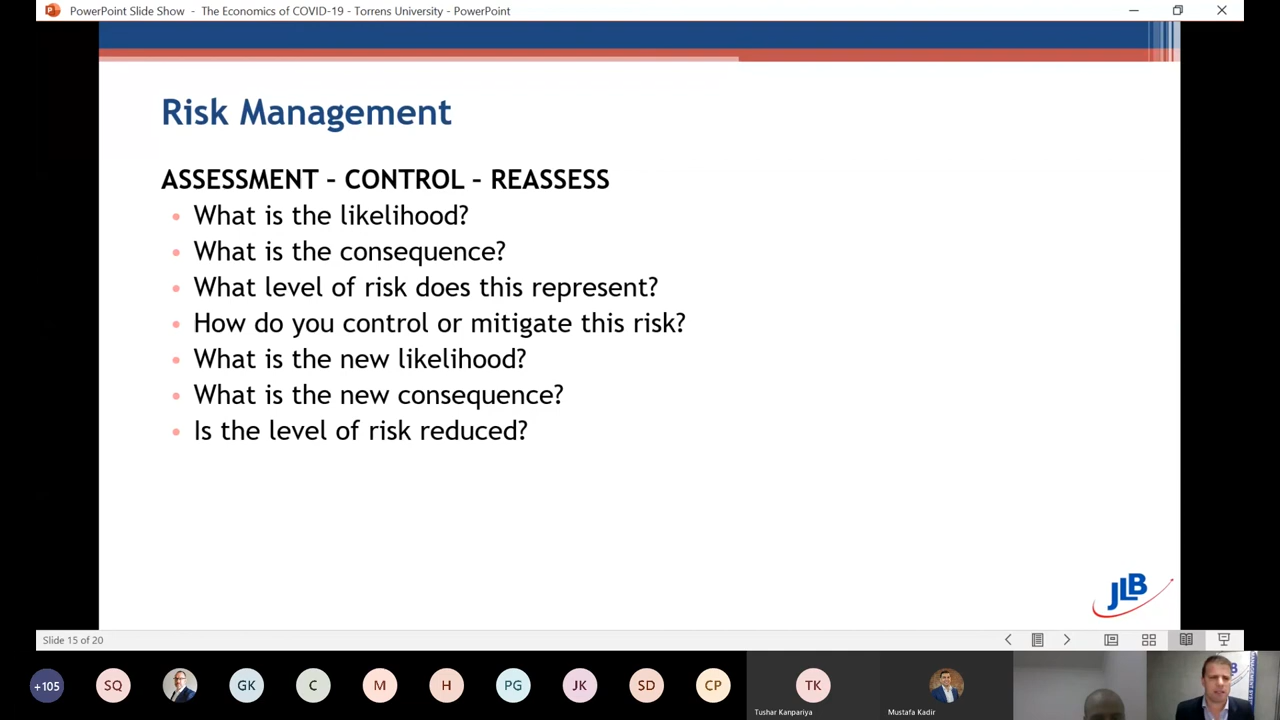 PowerPoint Slide Show - The Economics of COVID-19 - Torrens University - PowerPoint
Risk Management
ASSESSMENT – CONTROL – REASSESS
• What is the likelihood?
• What is the consequence?
• What level of risk does this represent?
• How do you control or mitigate this risk?
• What is the new likelihood?
• What is the new consequence?
• Is the level of risk reduced?
JLB
Slide 15 of 20
+105 SQ GK C M H PG JK SD CP TK
Tushar Kanpariya Mustafa Kadir